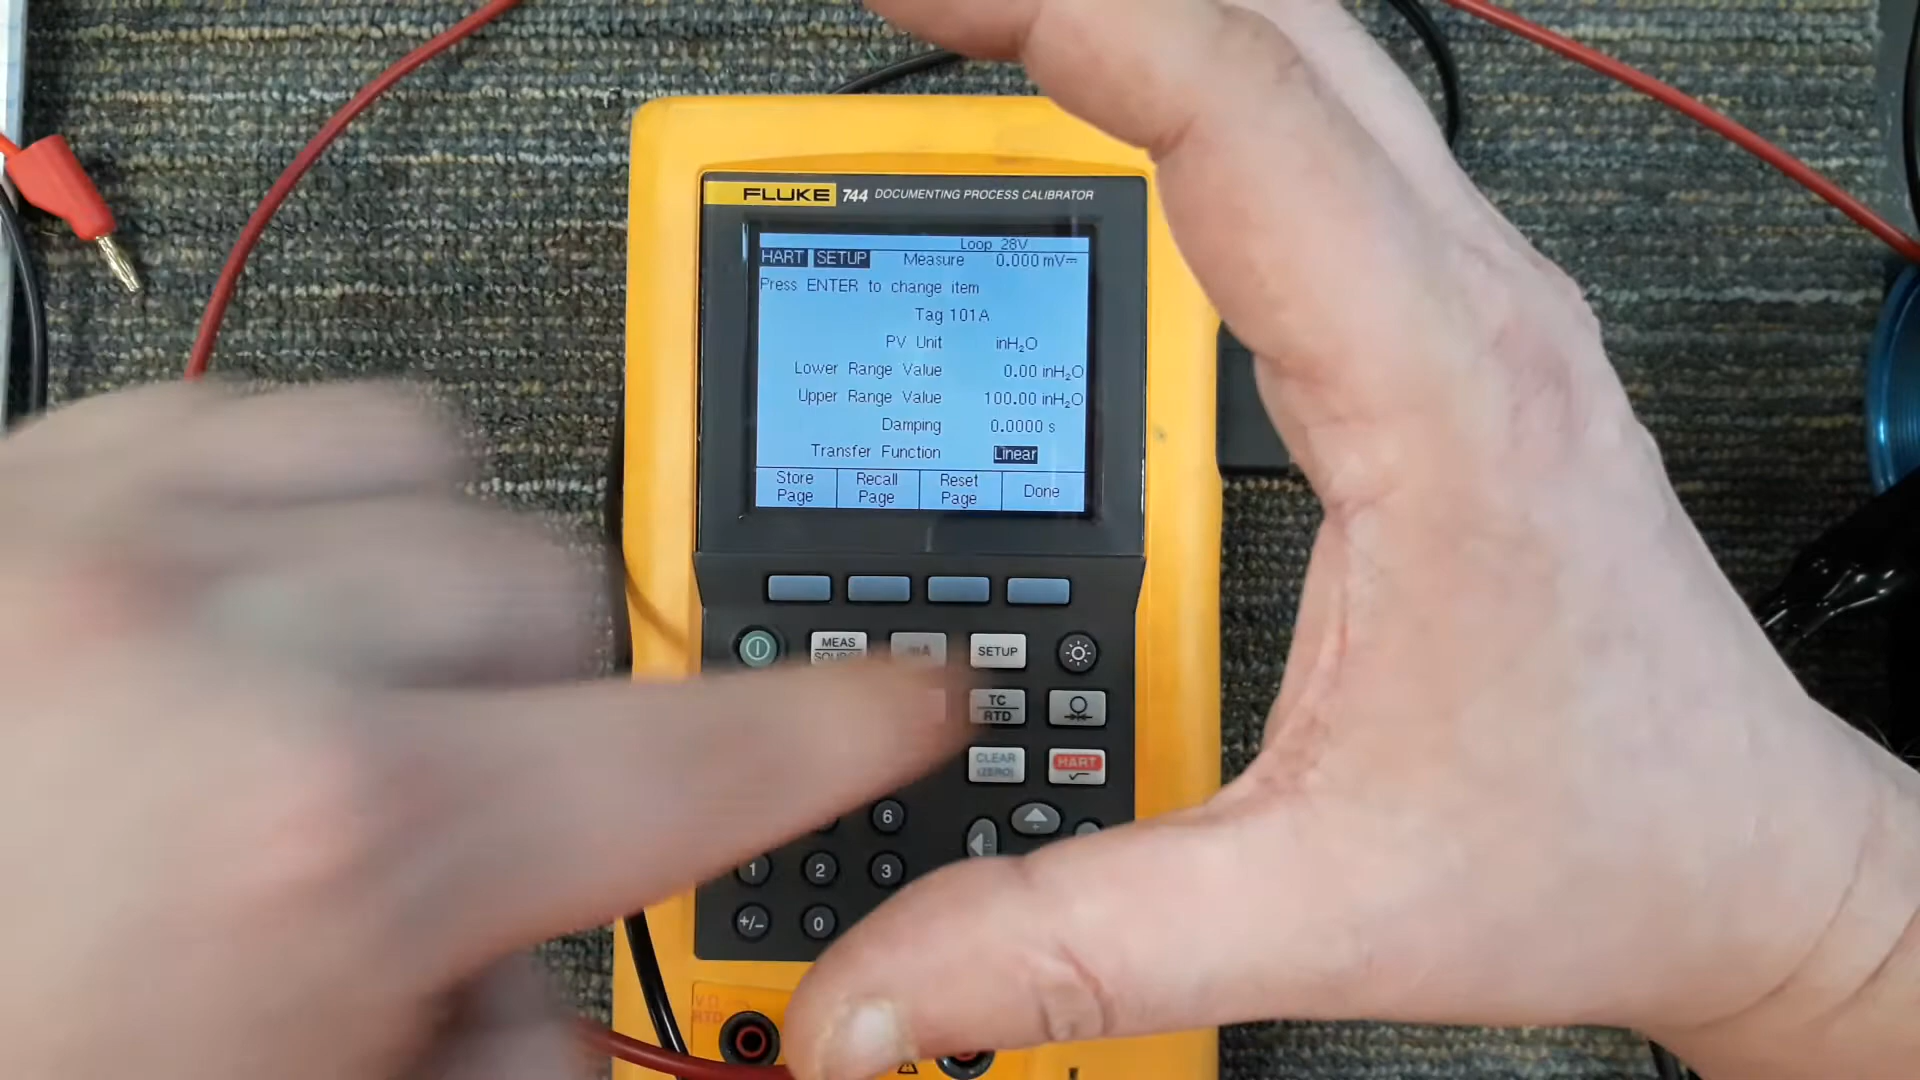 FLUKE 744 DOCUMENTING PROCESS CALIBRATOR
Loop 28V
HART SETUP Measure 0.000 mV
Press ENTER to change item
Tag 101A
PV Unit inH₂O
Lower Range Value 0.00 inH₂O
Upper Range Value 100.00 inH₂O
Damping 0.0000 s
Transfer Function Linear
Store Page
Recall Page
Reset Page
Done
MEAS
SOURCE
mA
SETUP
TC
RTD
CLEAR
(ZERO)
HART
6
1 2 3
+/− 0
V Ω
RTD